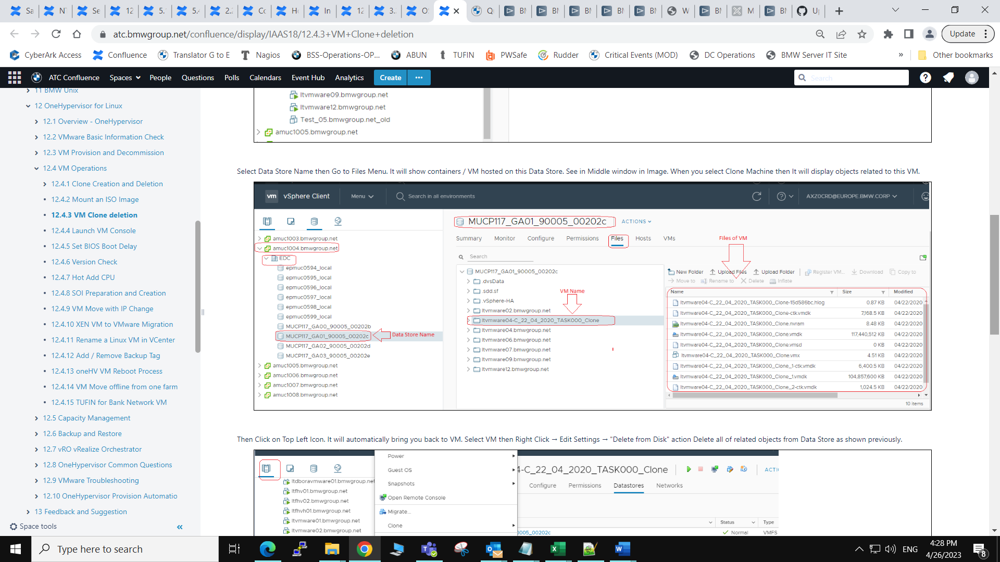 Sa
NT
Se
12
5.
5.4
2.2
Co
Ho
In
12
3.
OS
Q
BM
BM
BM
BM
BM
W
BM
M
BM
Up
atc.bmwgroup.net/confluence/display/IAAS18/12.4.3+VM+Clone+deletion
Update
CyberArk Access
Confluence
Translator G to E
Nagios
BSS-Operations-OP...
ABUN
TUFIN
PWSafe
Rudder
Critical Events (MOD)
DC Operations
BMW Server IT Site
»
Other bookmarks
ATC Confluence
Spaces
People
Questions
Polls
Calendars
Event Hub
Analytics
Create
Search
11 BMW Unix
12 OneHypervisor for Linux
12.1 Overview - OneHypervisor
12.2 VMware Basic Information Check
12.3 VM Provision and Decommission
12.4 VM Operations
12.4.1 Clone Creation and Deletion
12.4.2 Mount an ISO Image
12.4.3 VM Clone deletion
12.4.4 Launch VM Console
12.4.5 Set BIOS Boot Delay
12.4.6 Version Check
12.4.7 Hot Add CPU
12.4.8 SOI Preparation and Creation
12.4.9 VM Move with IP Change
12.4.10 XEN VM to VMware Migration
12.4.11 Rename a Linux VM in VCenter
12.4.12 Add / Remove Backup Tag
12.4.13 oneHV VM Reboot Process
12.4.14 VM Move offline from one farm
12.4.15 TUFIN for Bank Network VM
12.5 Capacity Management
12.6 Backup and Restore
12.7 vRO vRealize Orchestrator
12.8 OneHypervisor Common Questions
12.9 VMware Troubleshooting
12.10 OneHypervisor Provision Automatio
13 Feedback and Suggestion
Space tools
«
ltvmware09.bmwgroup.net
ltvmware12.bmwgroup.net
Test_05.bmwgroup.net_old
amuc1005.bmwgroup.net
Select Data Store Name then Go to Files Menu. It will show containers / VM hosted on this Data Store. See in Middle window in Image. When you select Clone Machine then It will display objects related to this VM.
vm vSphere Client
Menu
Search in all environments
AXZ0CRD@EUROPE.BMW.CORP
amuc1003.bmwgroup.net
amuc1004.bmwgroup.net
EDC
epmuc0594_local
epmuc0595_local
epmuc0596_local
epmuc0597_local
epmuc0598_local
epmuc0599_local
MUCP117_GA00_90005_00202b
MUCP117_GA01_90005_00202c
Data Store Name
MUCP117_GA02_90005_00202d
MUCP117_GA03_90005_00202e
amuc1005.bmwgroup.net
amuc1006.bmwgroup.net
amuc1007.bmwgroup.net
amuc1008.bmwgroup.net
MUCP117_GA01_90005_00202c
ACTIONS
Summary
Monitor
Configure
Permissions
Files
Hosts
VMs
Files of VM
Search
MUCP117_GA01_90005_00202c
.dvsData
.sdd.sf
.vSphere-HA
VM Name
ltvmware02.bmwgroup.net
ltvmware04-C_22_04_2020_TASK000_Clone
ltvmware04.bmwgroup.net
ltvmware06.bmwgroup.net
ltvmware07.bmwgroup.net
ltvmware09.bmwgroup.net
ltvmware12.bmwgroup.net
New Folder
Upload Files
Upload Folder
Register VM...
Download
Copy to
Move to
Rename to
Delete
Inflate
Name Size Modified
ltvmware04-C_22_04_2020_TASK000_Clone-15d586bc.hlog 0.87 KB 04/22/2020
ltvmware04-C_22_04_2020_TASK000_Clone-ctk.vmdk 7,168.5 KB 04/22/2020
ltvmware04-C_22_04_2020_TASK000_Clone.nvram 8.48 KB 04/22/2020
ltvmware04-C_22_04_2020_TASK000_Clone.vmdk 117,440,512 KB 04/22/2020
ltvmware04-C_22_04_2020_TASK000_Clone.vmsd 0 KB 04/22/2020
ltvmware04-C_22_04_2020_TASK000_Clone.vmx 4.51 KB 04/22/2020
ltvmware04-C_22_04_2020_TASK000_Clone_1-ctk.vmdk 6,400.5 KB 04/22/2020
ltvmware04-C_22_04_2020_TASK000_Clone_1.vmdk 104,857,600 KB 04/22/2020
ltvmware04-C_22_04_2020_TASK000_Clone_2-ctk.vmdk 1,024.5 KB 04/22/2020
10 items
Then Click on Top Left Icon. It will automatically bring you back to VM. Select VM then Right Click → Edit Settings → "Delete from Disk" action Delete all of related objects from Data Store as shown previously.
ltdboravmware01.bmwgroup.net
ltfhv01.bmwgroup.net
ltfhv02.bmwgroup.net
ltfhvh01.bmwgroup.net
ltvmware01.bmwgroup.net
ltvmware02.bmwgroup.net
Power
Guest OS
Snapshots
Open Remote Console
Migrate...
Clone
4-C_22_04_2020_TASK000_Clone
ACTI
Configure
Permissions
Datastores
Networks
Status
Type
0005_00202c
Normal
VMFS
Type here to search
ENG
4:28 PM
4/26/2023
8